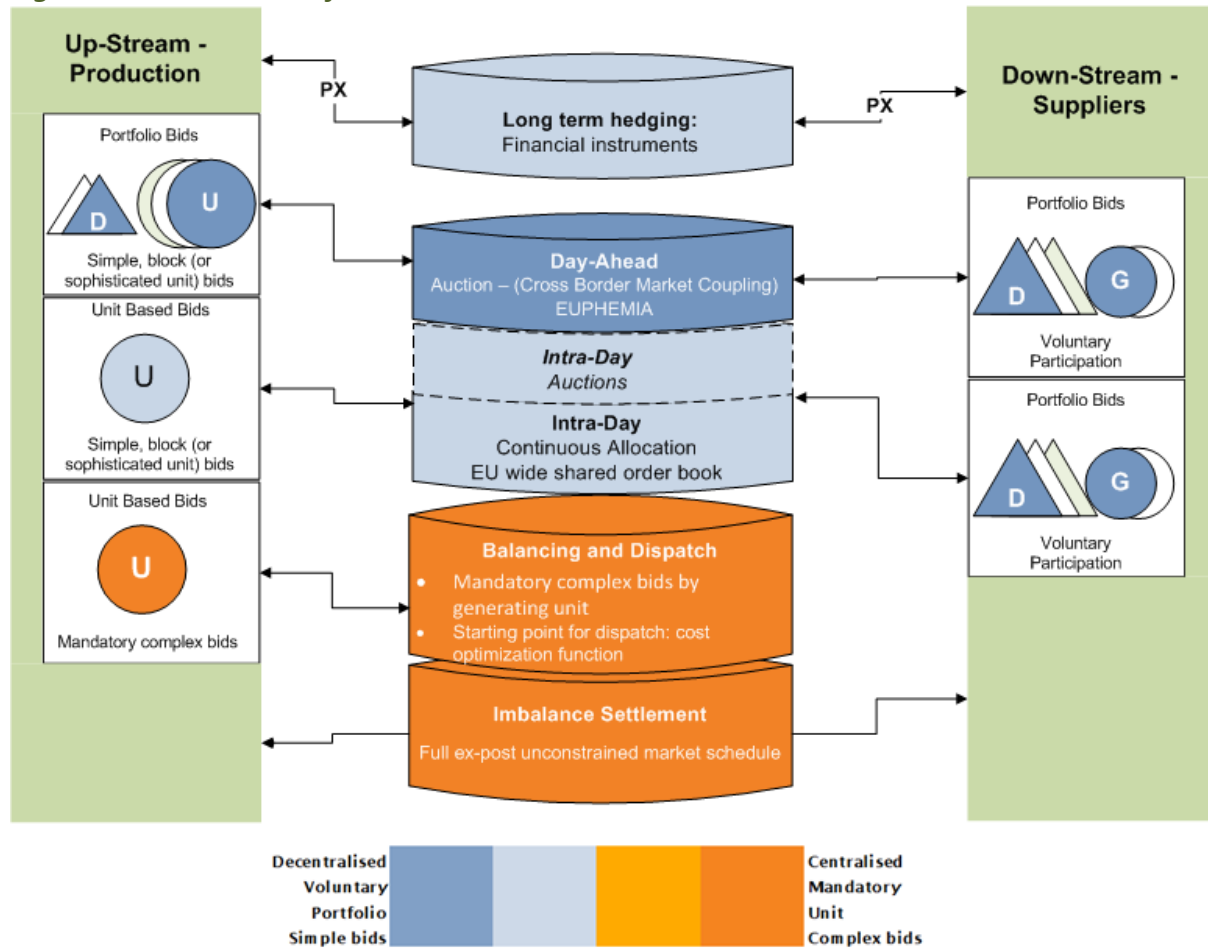 Up-Stream -
Production
PX
Long term hedging:
Financial instruments
PX
Down-Stream -
Suppliers
Portfolio Bids
D
U
Simple, block (or
sophisticated unit) bids
Day-Ahead
Auction – (Cross Border Market Coupling)
EUPHEMIA
Portfolio Bids
D
G
Voluntary
Participation
Unit Based Bids
U
Simple, block (or
sophisticated unit) bids
Intra-Day
Auctions
Intra-Day
Continuous Allocation
EU wide shared order book
Portfolio Bids
D
G
Voluntary
Participation
Unit Based Bids
U
Mandatory complex bids
Balancing and Dispatch
• Mandatory complex bids by
generating unit
• Starting point for dispatch: cost
optimization function
Imbalance Settlement
Full ex-post unconstrained market schedule
Decentralised
Voluntary
Portfolio
Simple bids
Centralised
Mandatory
Unit
Complex bids